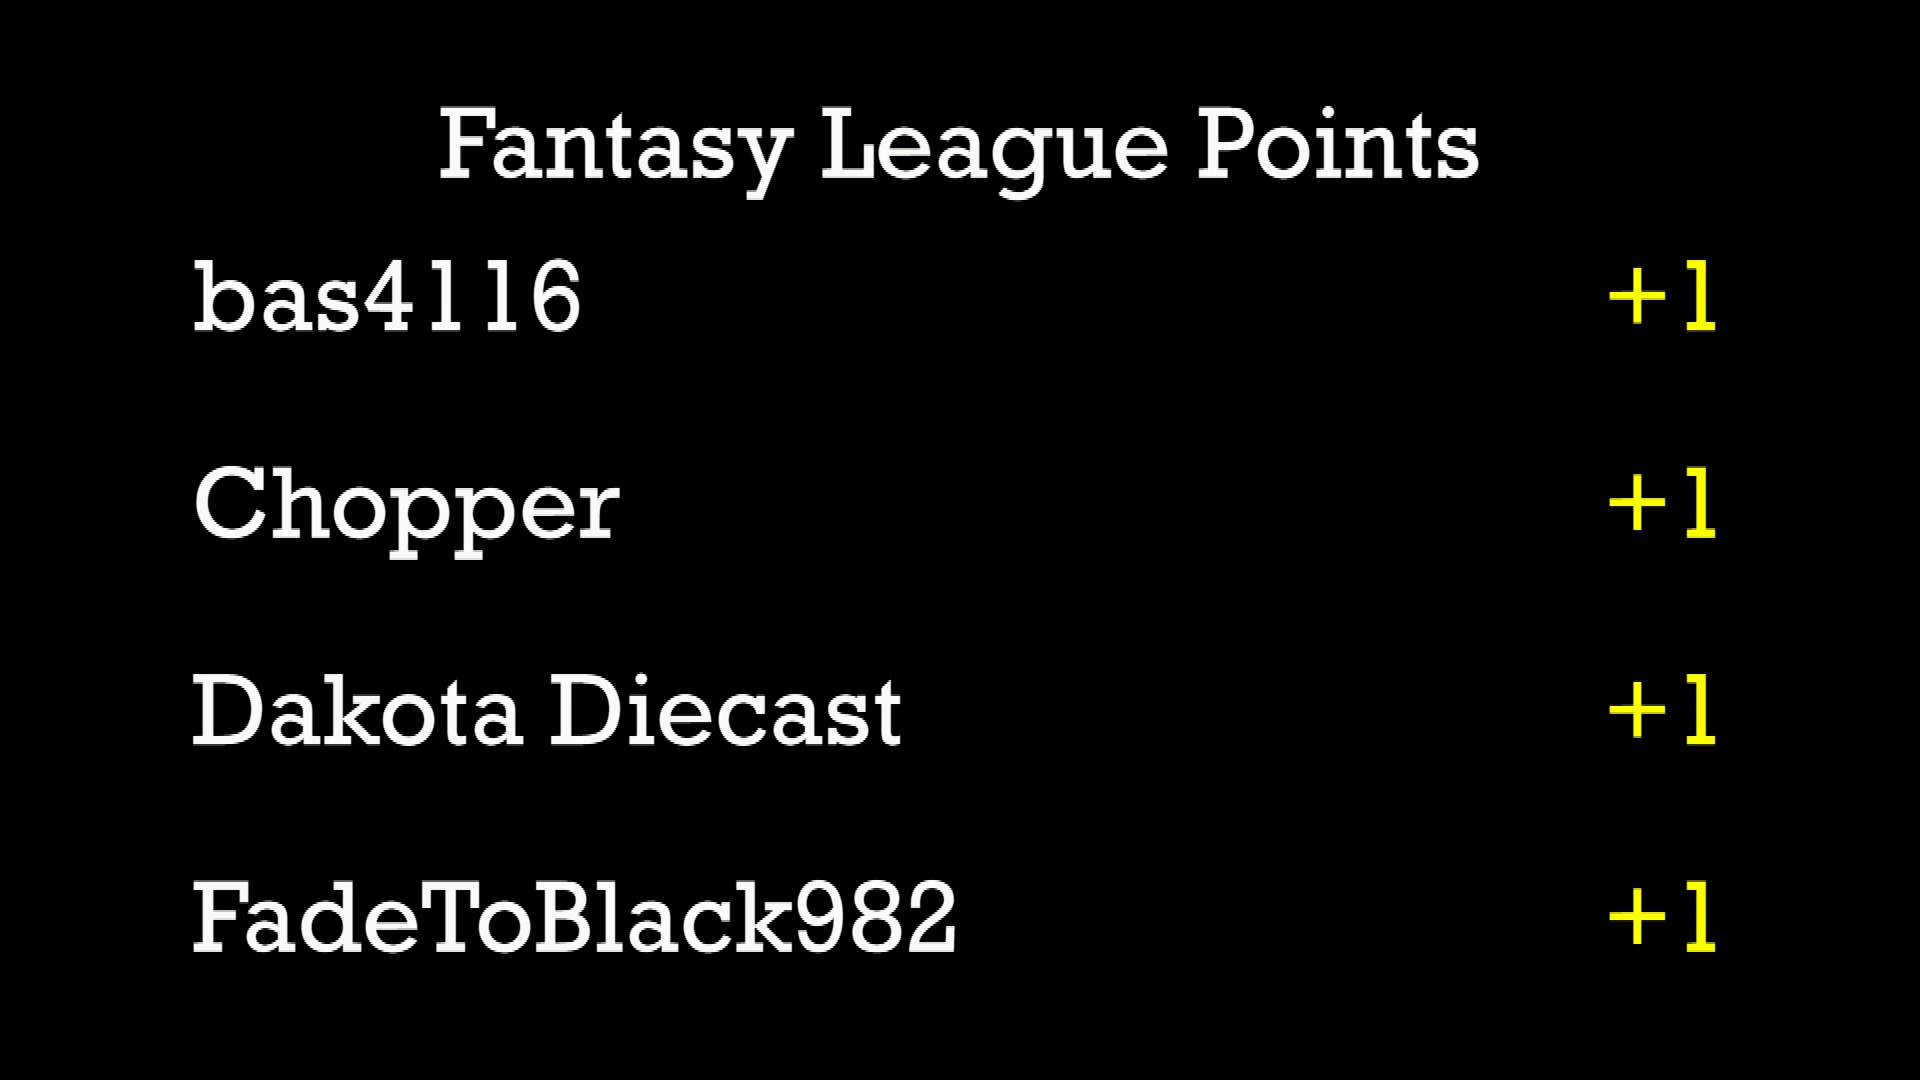 Fantasy League Points
bas4116 +1
Chopper +1
Dakota Diecast +1
FadeToBlack982 +1